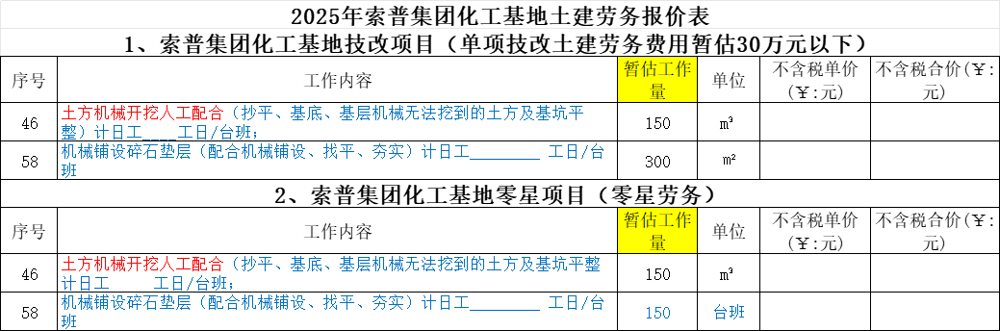 2025年索普集团化工基地土建劳务报价表
1、索普集团化工基地技改项目（单项技改土建劳务费用暂估30万元以下）
序号 工作内容 暂估工作量 单位 不含税单价(￥:元) 不含税合价(￥:元)
46 土方机械开挖人工配合（抄平、基底、基层机械无法挖到的土方及基坑平
整）计日工____工日/台班； 150 m³
58 机械铺设碎石垫层（配合机械铺设、找平、夯实）计日工________ 工日/台
班 300 m²
2、索普集团化工基地零星项目（零星劳务）
序号 工作内容 暂估工作量 单位 不含税单价(￥:元) 不含税合价(￥:元)
46 土方机械开挖人工配合（抄平、基底、基层机械无法挖到的土方及基坑平整
计日工 工日/台班； 150 m³
58 机械铺设碎石垫层（配合机械铺设、找平、夯实）计日工________ 工日/台
班 150 台班